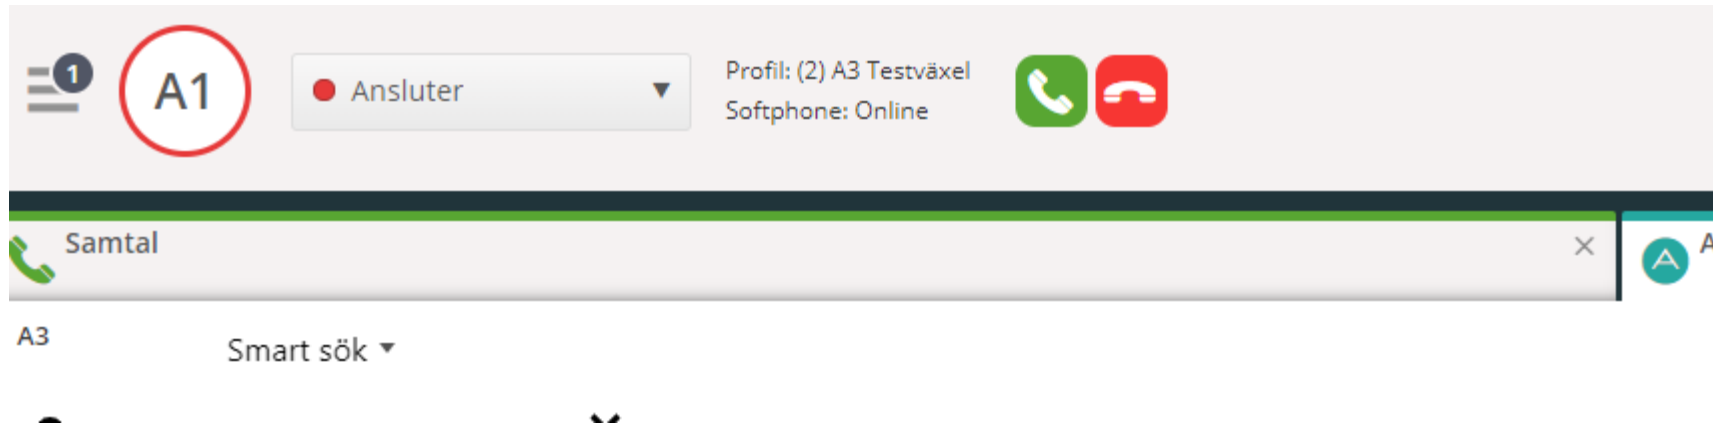 1
A1
Ansluter
Profil: (2) A3 Testväxel
Softphone: Online
Samtal
A
A3
Smart sök